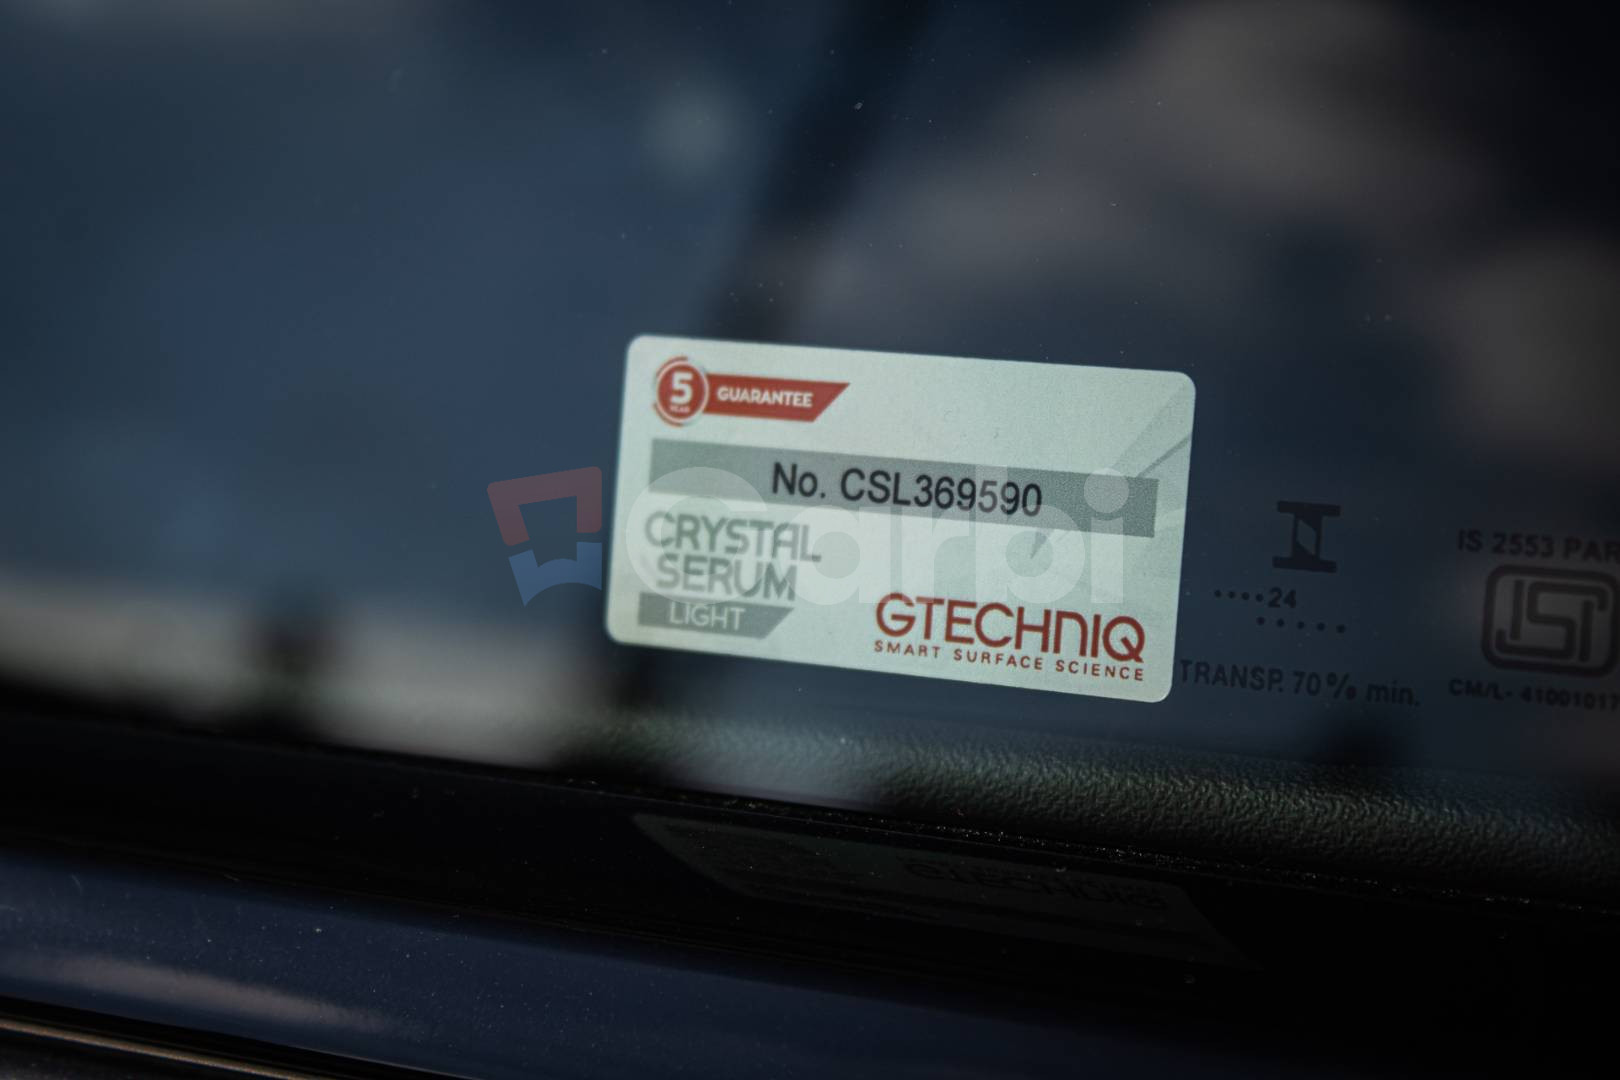 5
YEAR
GUARANTEE
No. CSL369590
CRYSTAL
SERUM
LIGHT
GTECHNIQ
SMART SURFACE SCIENCE
Carbi
IS 2553
....24
.....
TRANSP. 70% min.
ISI
CM/L-